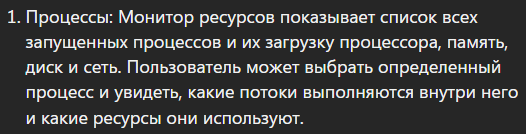 1. Процессы: Монитор ресурсов показывает список всех
запущенных процессов и их загрузку процессора, память,
диск и сеть. Пользователь может выбрать определенный
процесс и увидеть, какие потоки выполняются внутри него
и какие ресурсы они используют.